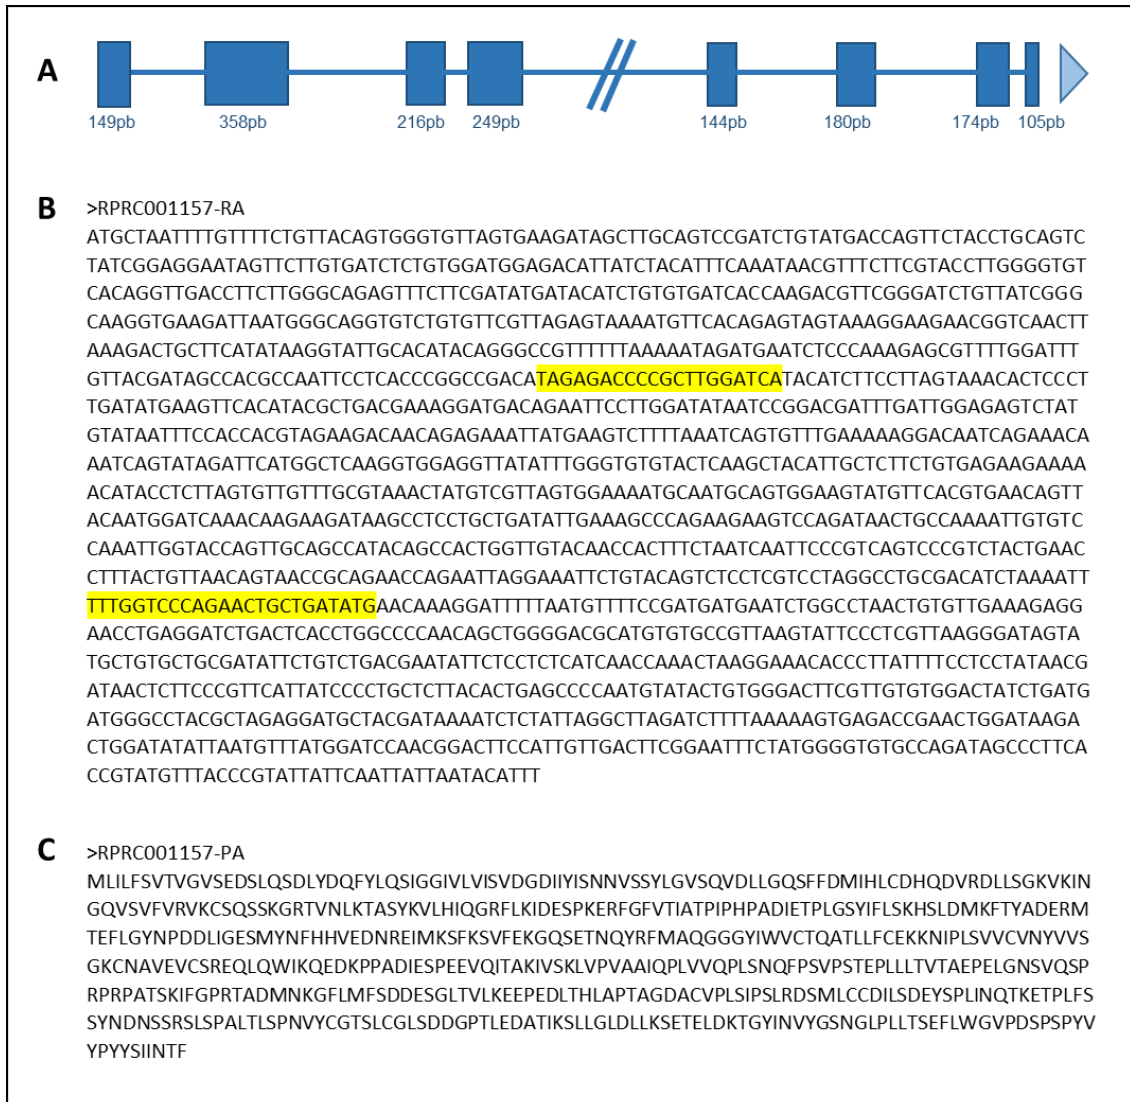 A
149pb 358pb 216pb 249pb 144pb 180pb 174pb 105pb
B
>RPRC001157-RA
ATGCTAATTTTGTTTTCTGTTACAGTGGGTGTTAGTGAAGATAGCTTGCAGTCCGATCTGTATGACCAGTTCTACCTGCAGTC
TATCGGAGGAATAGTTCTTGTGATCTCTGTGGATGGAGACATTATCTACATTTCAAATAACGTTTCTTCGTACCTTGGGGTGT
CACAGGTTGACCTTCTTGGGCAGAGTTTCTTCGATATGATACATCTGTGTGATCACCAAGACGTTCGGGATCTGTTATCGGG
CAAGGTGAAGATTAATGGGCAGGTGTCTGTGTTCGTTAGAGTAAAATGTTCACAGAGTAGTAAAGGAAGAACGGTCAACTT
AAAGACTGCTTCATATAAGGTATTGCACATACAGGGCCGTTTTTTAAAAATAGATGAATCTCCCAAAGAGCGTTTTGGATTT
GTTACGATAGCCACGCCAATTCCTCACCCGGCCGACATAGAGACCCCGCTTGGATCATACATCTTCCTTAGTAAACACTCCCT
TGATATGAAGTTCACATACGCTGACGAAAGGATGACAGAATTCCTTGGATATAATCCGGACGATTTGATTGGAGAGTCTAT
GTATAATTTCCACCACGTAGAAGACAACAGAGAAATTATGAAGTCTTTTAAATCAGTGTTTGAAAAAGGACAATCAGAAACA
AATCAGTATAGATTCATGGCTCAAGGTGGAGGTTATATTTGGGTGTGTACTCAAGCTACATTGCTCTTCTGTGAGAAGAAAA
ACATACCTCTTAGTGTTGTTTGCGTAAACTATGTCGTTAGTGGAAAATGCAATGCAGTGGAAGTATGTTCACGTGAACAGTT
ACAATGGATCAAACAAGAAGATAAGCCTCCTGCTGATATTGAAAGCCCAGAAGAAGTCCAGATAACTGCCAAAATTGTGTC
CAAATTGGTACCAGTTGCAGCCATACAGCCACTGGTTGTACAACCACTTTCTAATCAATTCCCGTCAGTCCCGTCTACTGAAC
CTTTACTGTTAACAGTAACCGCAGAACCAGAATTAGGAAATTCTGTACAGTCTCCTCGTCCTAGGCCTGCGACATCTAAAATT
TTTGGTCCCAGAACTGCTGATATGAACAAAGGATTTTTAATGTTTTCCGATGATGAATCTGGCCTAACTGTGTTGAAAGAGG
AACCTGAGGATCTGACTCACCTGGCCCCAACAGCTGGGGACGCATGTGTGCCGTTAAGTATTCCCTCGTTAAGGGATAGTA
TGCTGTGCTGCGATATTCTGTCTGACGAATATTCTCCTCTCATCAACCAAACTAAGGAAACACCCTTATTTTCCTCCTATAACG
ATAACTCTTCCCGTTCATTATCCCCTGCTCTTACACTGAGCCCCAATGTATACTGTGGGACTTCGTTGTGTGGACTATCTGATG
ATGGGCCTACGCTAGAGGATGCTACGATAAAATCTCTATTAGGCTTAGATCTTTTAAAAAGTGAGACCGAACTGGATAAGA
CTGGATATATTAATGTTTATGGATCCAACGGACTTCCATTGTTGACTTCGGAATTTCTATGGGGTGTGCCAGATAGCCCTTCA
CCGTATGTTTACCCGTATTATTCAATTATTAATACATTT
C
>RPRC001157-PA
MLILFSVTVGVSEDSLQSDLYDQFYLQSIGGIVLVISVDGDIIYISNNVSSYLGVSQVDLLGQSFFDMIHLCDHQDVRDLLSGKVKIN
GQVSVFVRVKCSQSSKGRTVNLKTASYKVLHIQGRFLKIDESPKERFGFVTIATPIPHPADIETPLGSYIFLSKHSLDMKFTYADERM
TEFLGYNPDDLIGESMYNFHHVEDNREIMKSFKSVFEKGQSETNQYRFMAQGGGYIWVCTQATLLFCEKKNIPLSVVCVNYVVS
GKCNAVEVCSREQLQWIKQEDKPPADIESPEEVQITAKIVSKLVPVAAIQPLVVQPLSNQFPSVPSTEPLLLTVTAEPELGNSVQSP
RPRPATSKIFGPRTADMNKGFLMFSDDESGLTVLKEEPEDLTHLAPTAGDACVPLSIPSLRDSMLCCDILSDEYSPLINQTKETPLFS
SYNDNSSRSLSPALTLSPNVYCGTSLCGLSDDGPTLEDATIKSLLGLDLLKSETELDKTGYINVYGSNGLPLLTSEFLWGVPDSPSPYV
YPYYSIINTF